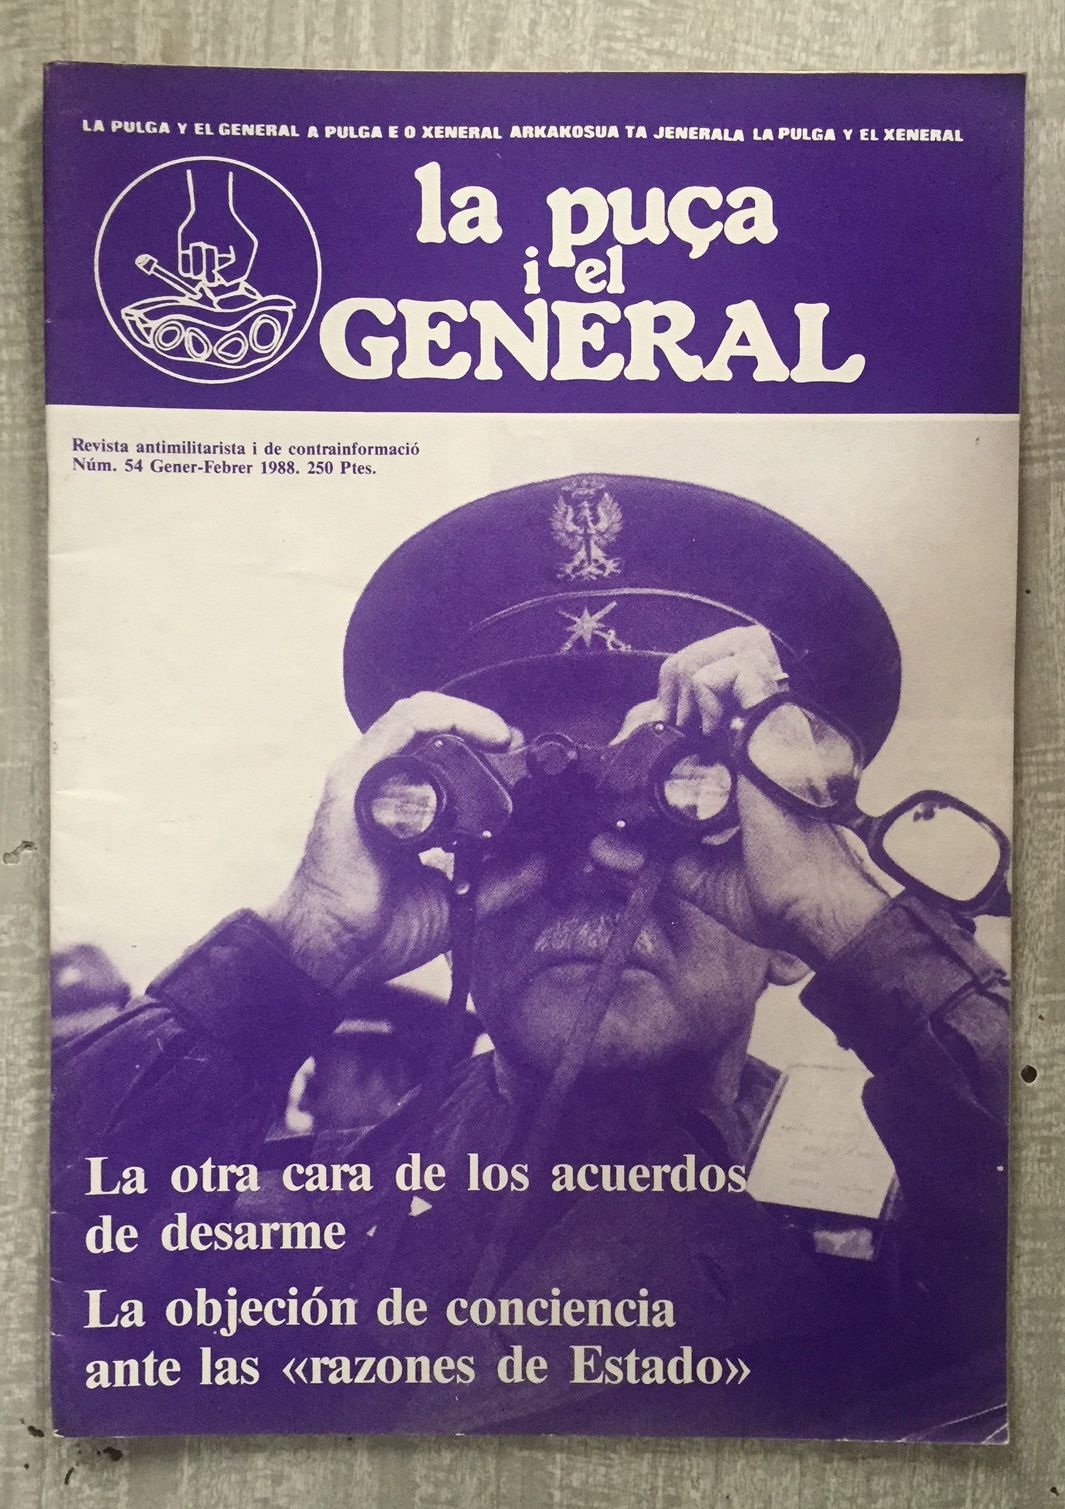 LA PULGA Y EL GENERAL A PULGA E O XENERAL ARKAKOSUA TA JENERALA LA PULGA Y EL XENERAL
la puça
i el
GENERAL
Revista antimilitarista i de contrainformació
Núm. 54 Gener-Febrer 1988. 250 Ptes.
La otra cara de los acuerdos
de desarme
La objeción de conciencia
ante las «razones de Estado»